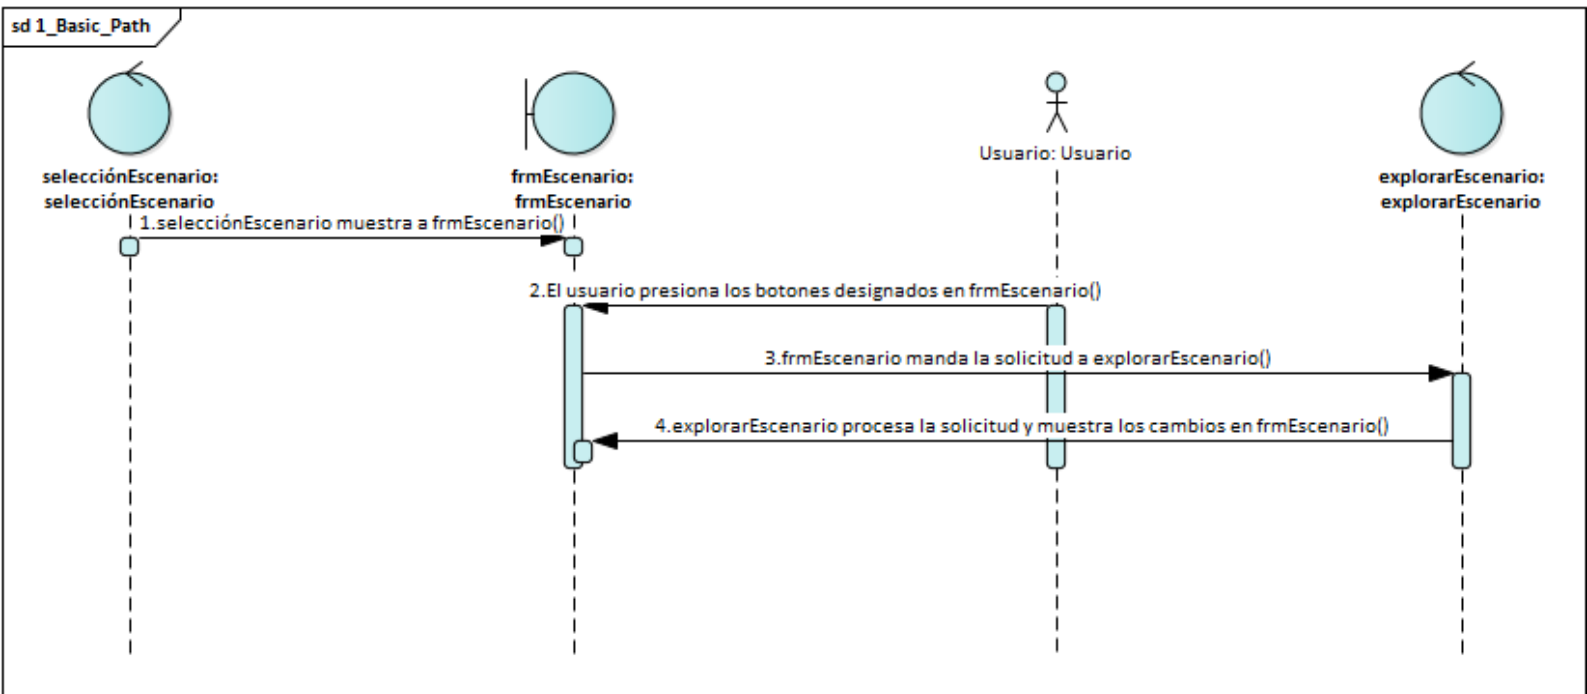 sd 1_Basic_Path
selecciónEscenario:
selecciónEscenario
frmEscenario:
frmEscenario
Usuario: Usuario
explorarEscenario:
explorarEscenario
1.selecciónEscenario muestra a frmEscenario()
2.El usuario presiona los botones designados en frmEscenario()
3.frmEscenario manda la solicitud a explorarEscenario()
4.explorarEscenario procesa la solicitud y muestra los cambios en frmEscenario()